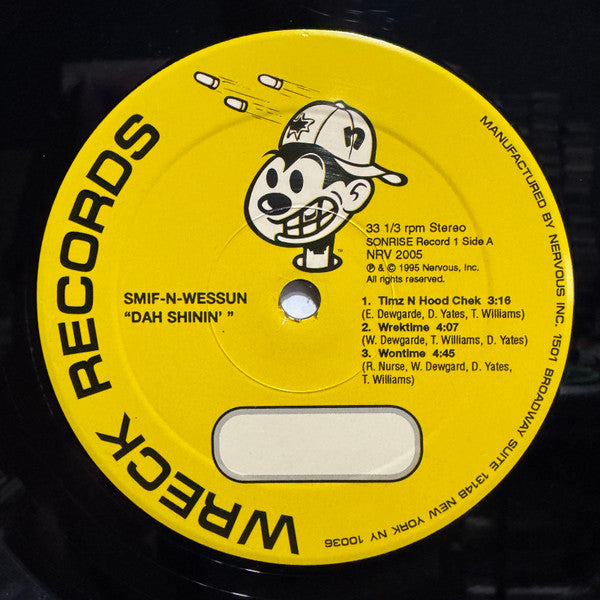 WRECK RECORDS
MANUFACTURED BY NERVOUS INC. 1501 BROADWAY SUITE 1314B NEW YORK NY 10036
n
TM
33 1/3 rpm Stereo
SONRISE Record 1 Side A
NRV 2005
℗ & © 1995 Nervous, Inc.
All rights reserved.
SMIF-N-WESSUN
"DAH SHININ' "
1. Timz N Hood Chek 3:16
(E. Dewgarde, D. Yates, T. Williams)
2. Wrektime 4:07
(W. Dewgarde, T. Williams, D. Yates)
3. Wontime 4:45
(R. Nurse, W. Dewgard, D. Yates,
T. Williams)